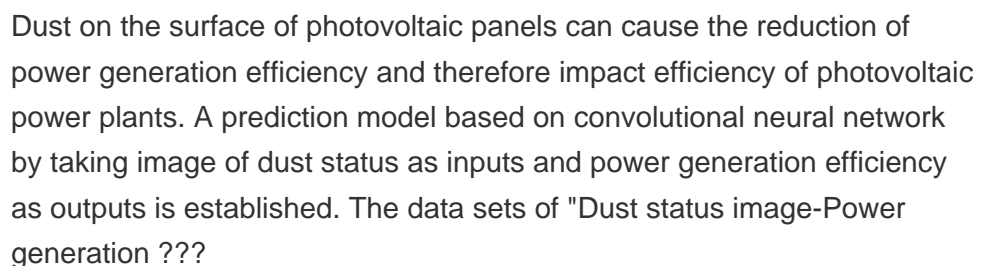 Dust on the surface of photovoltaic panels can cause the reduction of
power generation efficiency and therefore impact efficiency of photovoltaic
power plants. A prediction model based on convolutional neural network
by taking image of dust status as inputs and power generation efficiency
as outputs is established. The data sets of "Dust status image-Power
generation ???